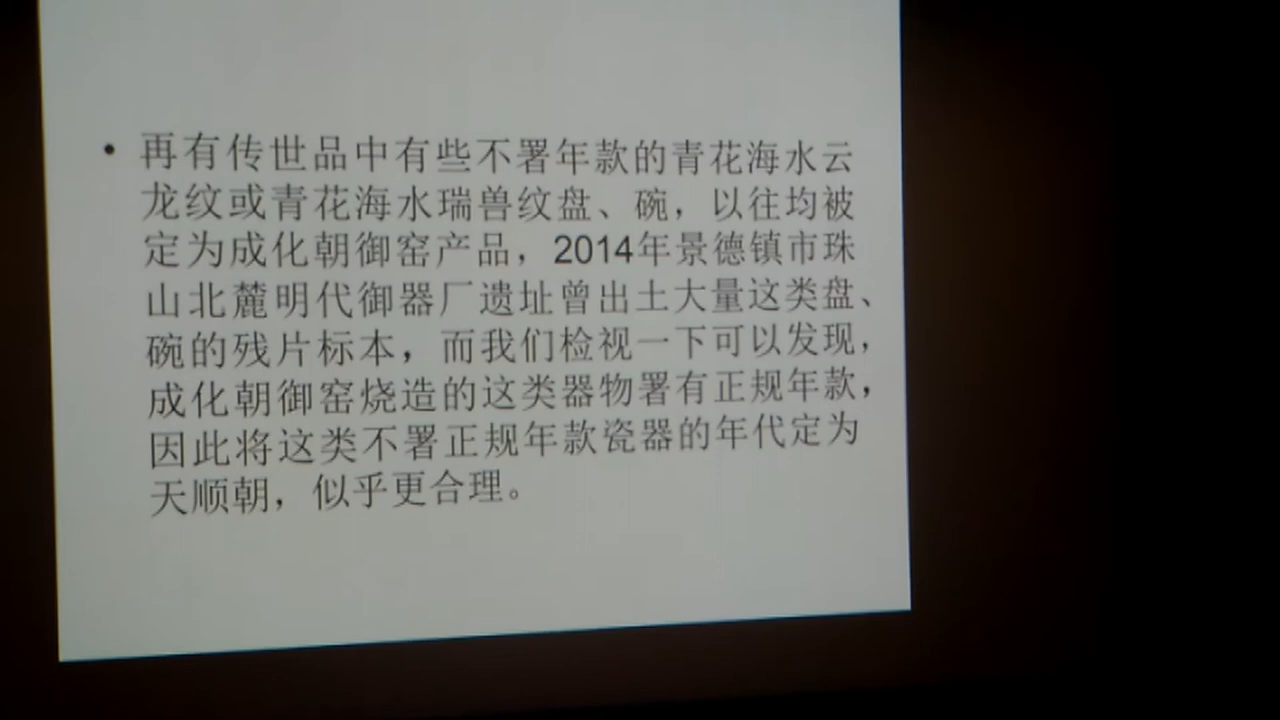 • 再有传世品中有些不署年款的青花海水云
龙纹或青花海水瑞兽纹盘、碗，以往均被
定为成化朝御窑产品，2014年景德镇市珠
山北麓明代御器厂遗址曾出土大量这类盘、
碗的残片标本，而我们检视一下可以发现，
成化朝御窑烧造的这类器物署有正规年款，
因此将这类不署正规年款瓷器的年代定为
天顺朝，似乎更合理。